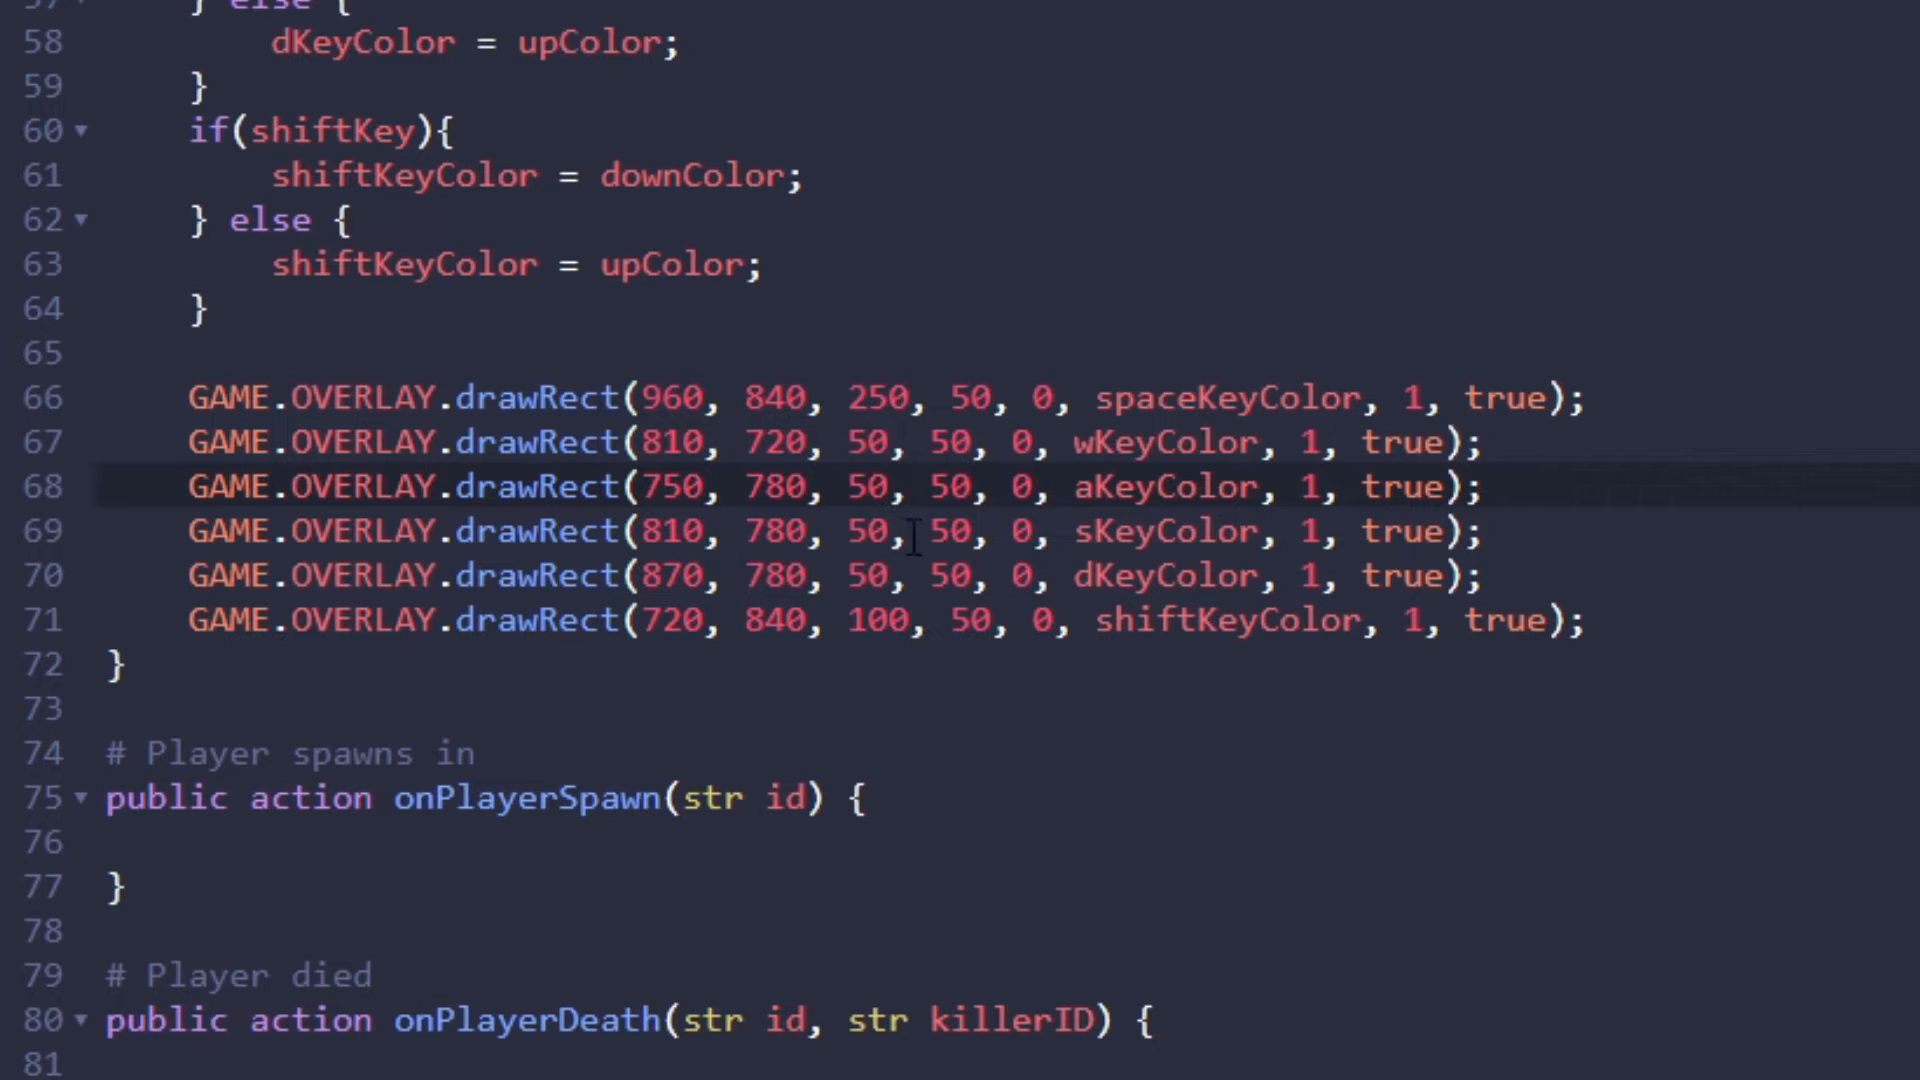 57 } else {
58 dKeyColor = upColor;
59 }
60 if(shiftKey){
61 shiftKeyColor = downColor;
62 } else {
63 shiftKeyColor = upColor;
64 }
65
66 GAME.OVERLAY.drawRect(960, 840, 250, 50, 0, spaceKeyColor, 1, true);
67 GAME.OVERLAY.drawRect(810, 720, 50, 50, 0, wKeyColor, 1, true);
68 GAME.OVERLAY.drawRect(750, 780, 50, 50, 0, aKeyColor, 1, true);
69 GAME.OVERLAY.drawRect(810, 780, 50, 50, 0, sKeyColor, 1, true);
70 GAME.OVERLAY.drawRect(870, 780, 50, 50, 0, dKeyColor, 1, true);
71 GAME.OVERLAY.drawRect(720, 840, 100, 50, 0, shiftKeyColor, 1, true);
72 }
73
74 # Player spawns in
75 public action onPlayerSpawn(str id) {
76
77 }
78
79 # Player died
80 public action onPlayerDeath(str id, str killerID) {
81